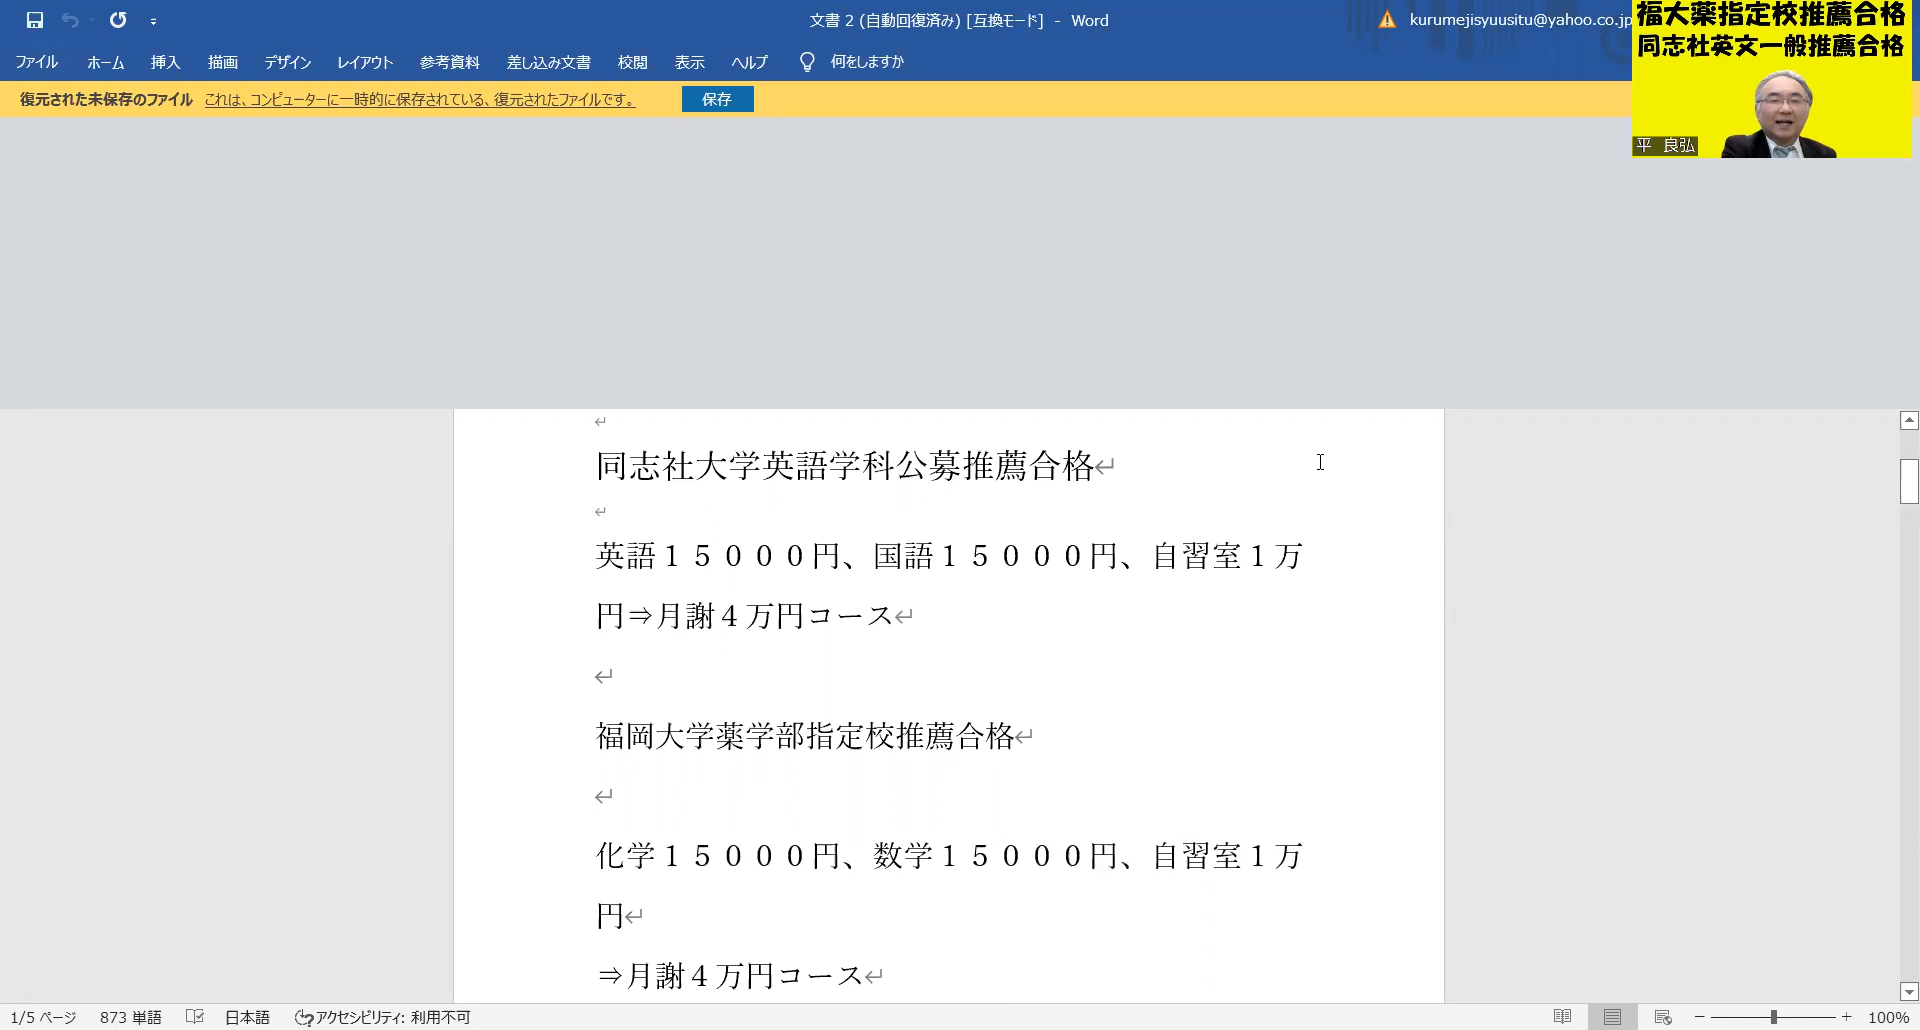 文書 2 (自動回復済み) [互換モード] - Word
kurumejisyuusitu@yahoo.co.jp
福大薬指定校推薦合格
同志社英文一般推薦合格
平 良弘
ファイル ホーム 挿入 描画 デザイン レイアウト 参考資料 差し込み文書 校閲 表示 ヘルプ 何をしますか
復元された未保存のファイル これは、コンピューターに一時的に保存されている、復元されたファイルです。 保存
同志社大学英語学科公募推薦合格
英語１５０００円、国語１５０００円、自習室１万
円⇒月謝４万円コース
福岡大学薬学部指定校推薦合格
化学１５０００円、数学１５０００円、自習室１万
円
⇒月謝４万円コース
1/5 ページ 873 単語 日本語 アクセシビリティ: 利用不可 100%